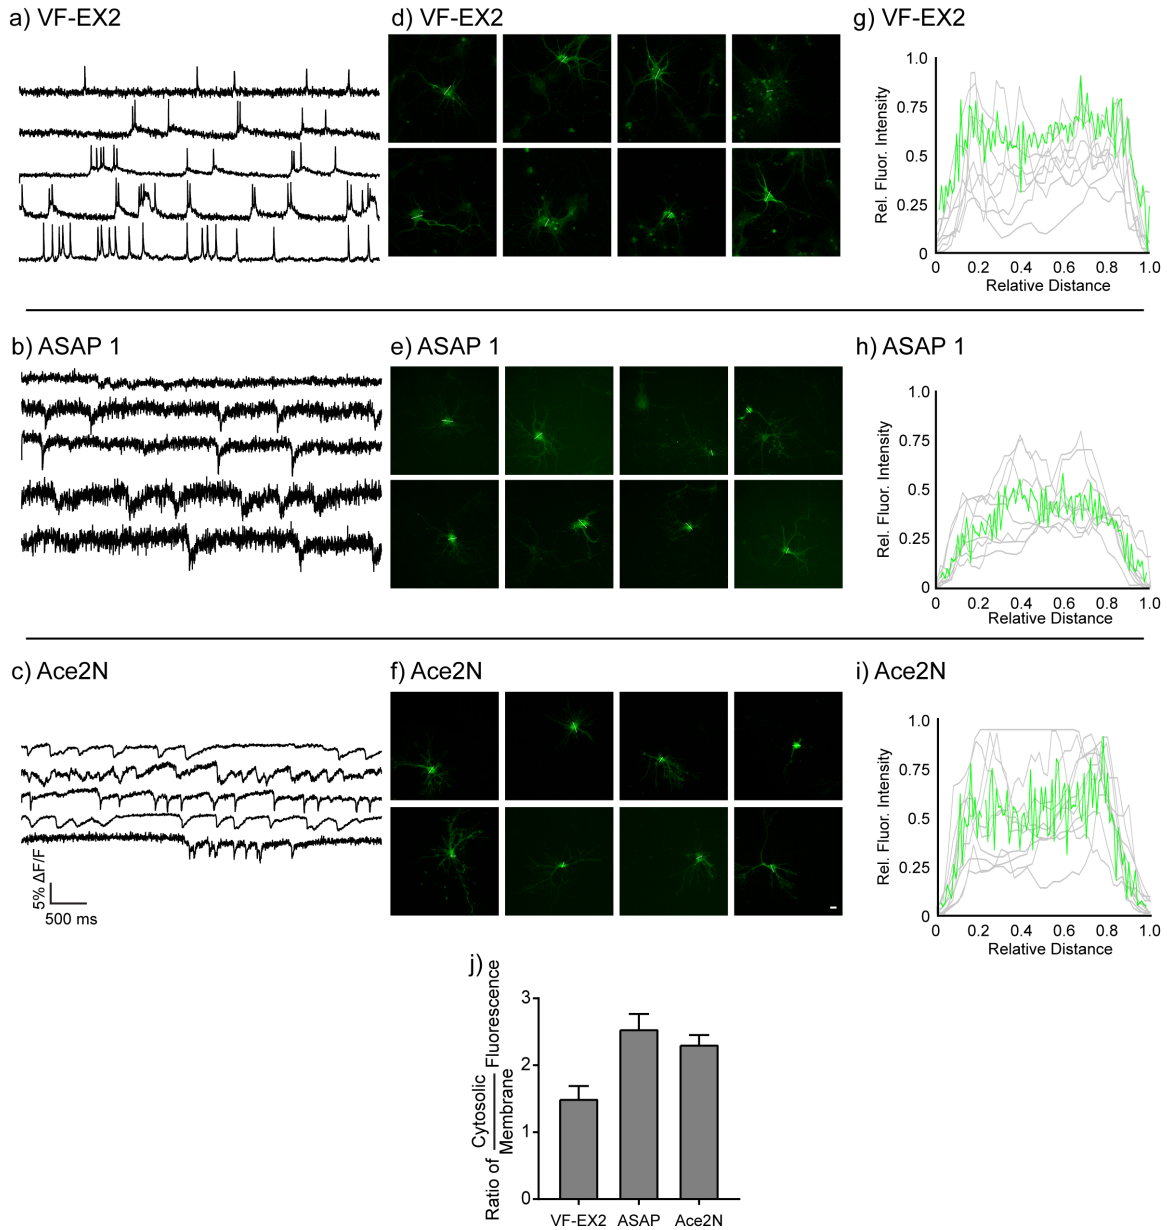 a) VF-EX2
d) VF-EX2
g) VF-EX2
Rel. Fluor. Intensity
1.0
0.75
0.5
0.25
0
0 0.2 0.4 0.6 0.8 1.0
Relative Distance
b) ASAP 1
e) ASAP 1
h) ASAP 1
Rel. Fluor. Intensity
1.0
0.75
0.5
0.25
0
0 0.2 0.4 0.6 0.8 1.0
Relative Distance
c) Ace2N
5% ΔF/F
500 ms
f) Ace2N
i) Ace2N
Rel. Fluor. Intensity
1.0
0.75
0.5
0.25
0
0 0.2 0.4 0.6 0.8 1.0
Relative Distance
j)
Ratio of Cytosolic Fluorescence
Membrane
3
2
1
0
VF-EX2 ASAP Ace2N